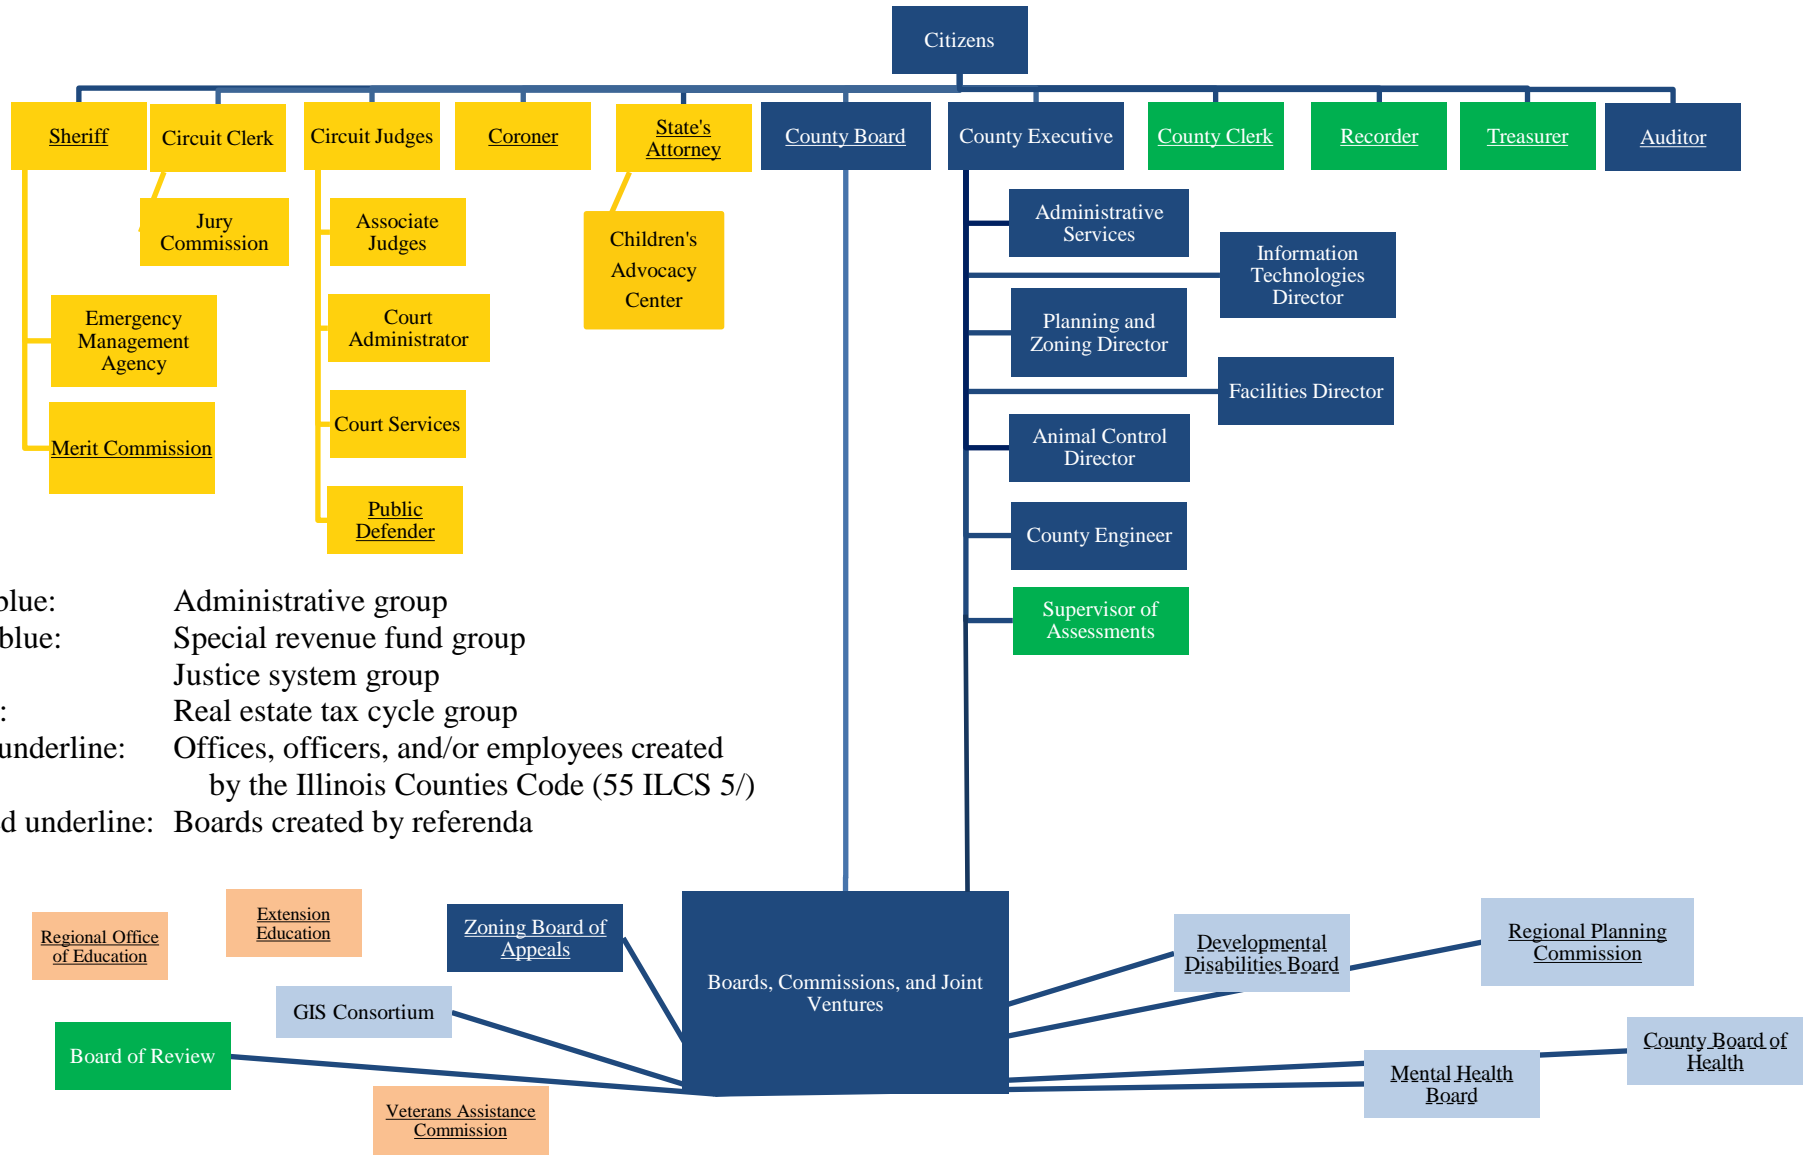 Citizens
Sheriff
Circuit Clerk
Circuit Judges
Coroner
State's
Attorney
County Board
County Executive
County Clerk
Recorder
Treasurer
Auditor
Jury
Commission
Associate
Judges
Children's
Advocacy
Center
Administrative
Services
Information
Technologies
Director
Emergency
Management
Agency
Court
Administrator
Planning and
Zoning Director
Facilities Director
Merit Commission
Court Services
Animal Control
Director
Public
Defender
County Engineer
Supervisor of
Assessments
blue: Administrative group
blue: Special revenue fund group
Justice system group
: Real estate tax cycle group
underline: Offices, officers, and/or employees created
by the Illinois Counties Code (55 ILCS 5/)
d underline: Boards created by referenda
Regional Office
of Education
Extension
Education
Zoning Board of
Appeals
GIS Consortium
Board of Review
Veterans Assistance
Commission
Boards, Commissions, and Joint
Ventures
Developmental
Disabilities Board
Regional Planning
Commission
Mental Health
Board
County Board of
Health